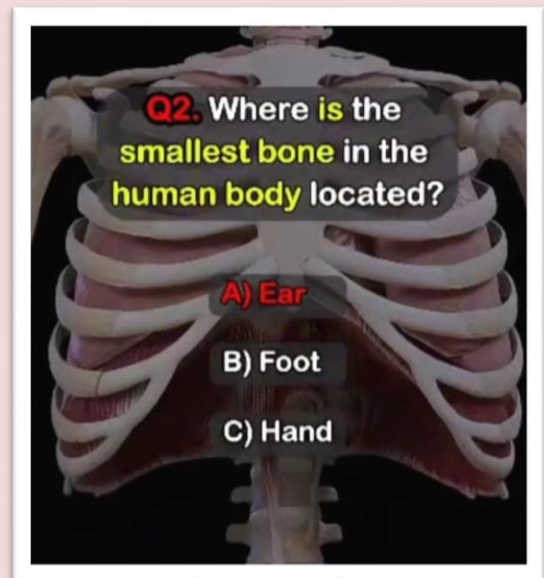 Q2. Where is the
smallest bone in the
human body located?
A) Ear
B) Foot
C) Hand